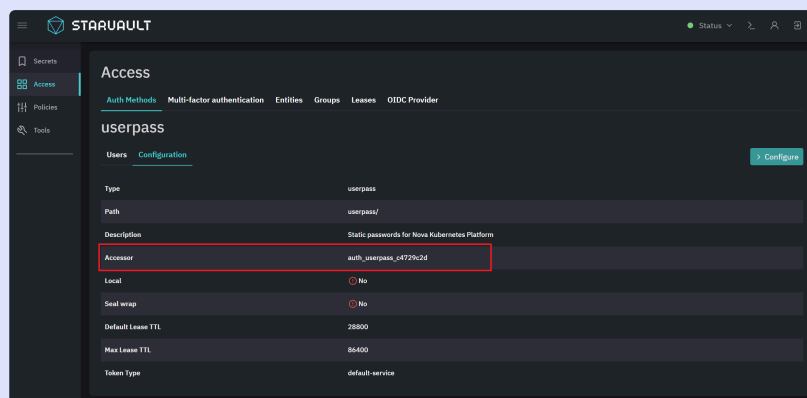 STARVAULT
Status
Secrets
Access
Policies
Tools
Access
Auth Methods Multi-factor authentication Entities Groups Leases OIDC Provider
userpass
Users Configuration
Configure
Type userpass
Path userpass/
Description Static passwords for Nova Kubernetes Platform
Accessor auth_userpass_c4729c2d
Local No
Seal wrap No
Default Lease TTL 28800
Max Lease TTL 86400
Token Type default-service